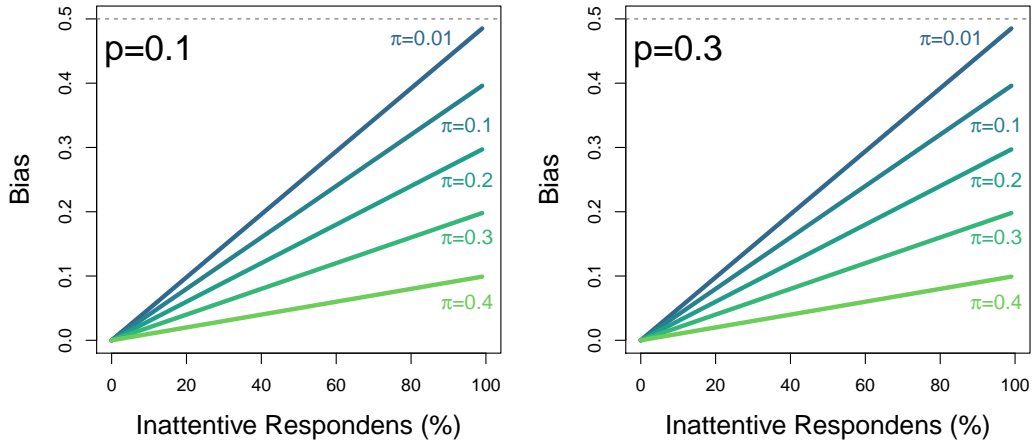 p=0.1
π=0.01
π=0.1
π=0.2
π=0.3
π=0.4
0.5
0.4
0.3
0.2
0.1
0.0
Bias
0 20 40 60 80 100
Inattentive Respondens (%)
p=0.3
π=0.01
π=0.1
π=0.2
π=0.3
π=0.4
0.5
0.4
0.3
0.2
0.1
0.0
Bias
0 20 40 60 80 100
Inattentive Respondens (%)